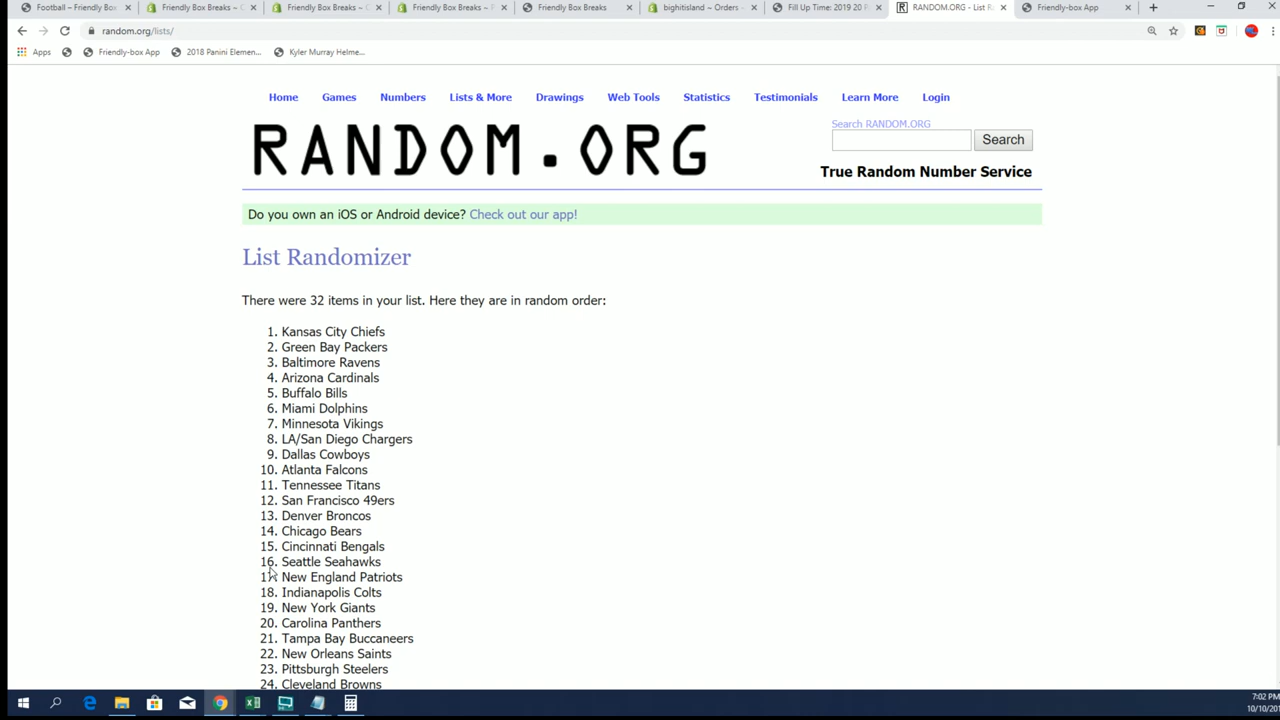 Football ~ Friendly Box
Friendly Box Breaks ~ C
Friendly Box Breaks ~ C
Friendly Box Breaks ~ F
Friendly Box Breaks
bighitisland ~ Orders ~
Fill Up Time: 2019 20 P
RANDOM.ORG - List R
Friendly-box App
random.org/lists/
Apps
Friendly-box App
2018 Panini Elemen...
Kyler Murray Helme...
Home
Games
Numbers
Lists & More
Drawings
Web Tools
Statistics
Testimonials
Learn More
Login
RANDOM.ORG
Search RANDOM.ORG
Search
True Random Number Service
Do you own an iOS or Android device? Check out our app!
List Randomizer
There were 32 items in your list. Here they are in random order:
1. Kansas City Chiefs
2. Green Bay Packers
3. Baltimore Ravens
4. Arizona Cardinals
5. Buffalo Bills
6. Miami Dolphins
7. Minnesota Vikings
8. LA/San Diego Chargers
9. Dallas Cowboys
10. Atlanta Falcons
11. Tennessee Titans
12. San Francisco 49ers
13. Denver Broncos
14. Chicago Bears
15. Cincinnati Bengals
16. Seattle Seahawks
17. New England Patriots
18. Indianapolis Colts
19. New York Giants
20. Carolina Panthers
21. Tampa Bay Buccaneers
22. New Orleans Saints
23. Pittsburgh Steelers
24. Cleveland Browns
7:02 PM
10/10/201